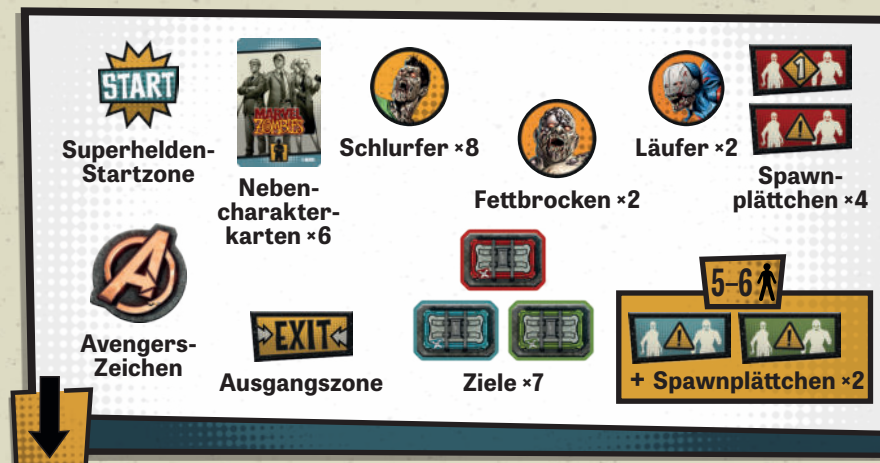 START
Superhelden-
Startzone
MARVEL
ZOMBIES
Neben-
charakter-
karten ×6
Schlurfer ×8
Fettbrocken ×2
Läufer ×2
1
Spawn-
plättchen ×4
Avengers-
Zeichen
EXIT
Ausgangszone
Ziele ×7
5–6
+ Spawnplättchen ×2